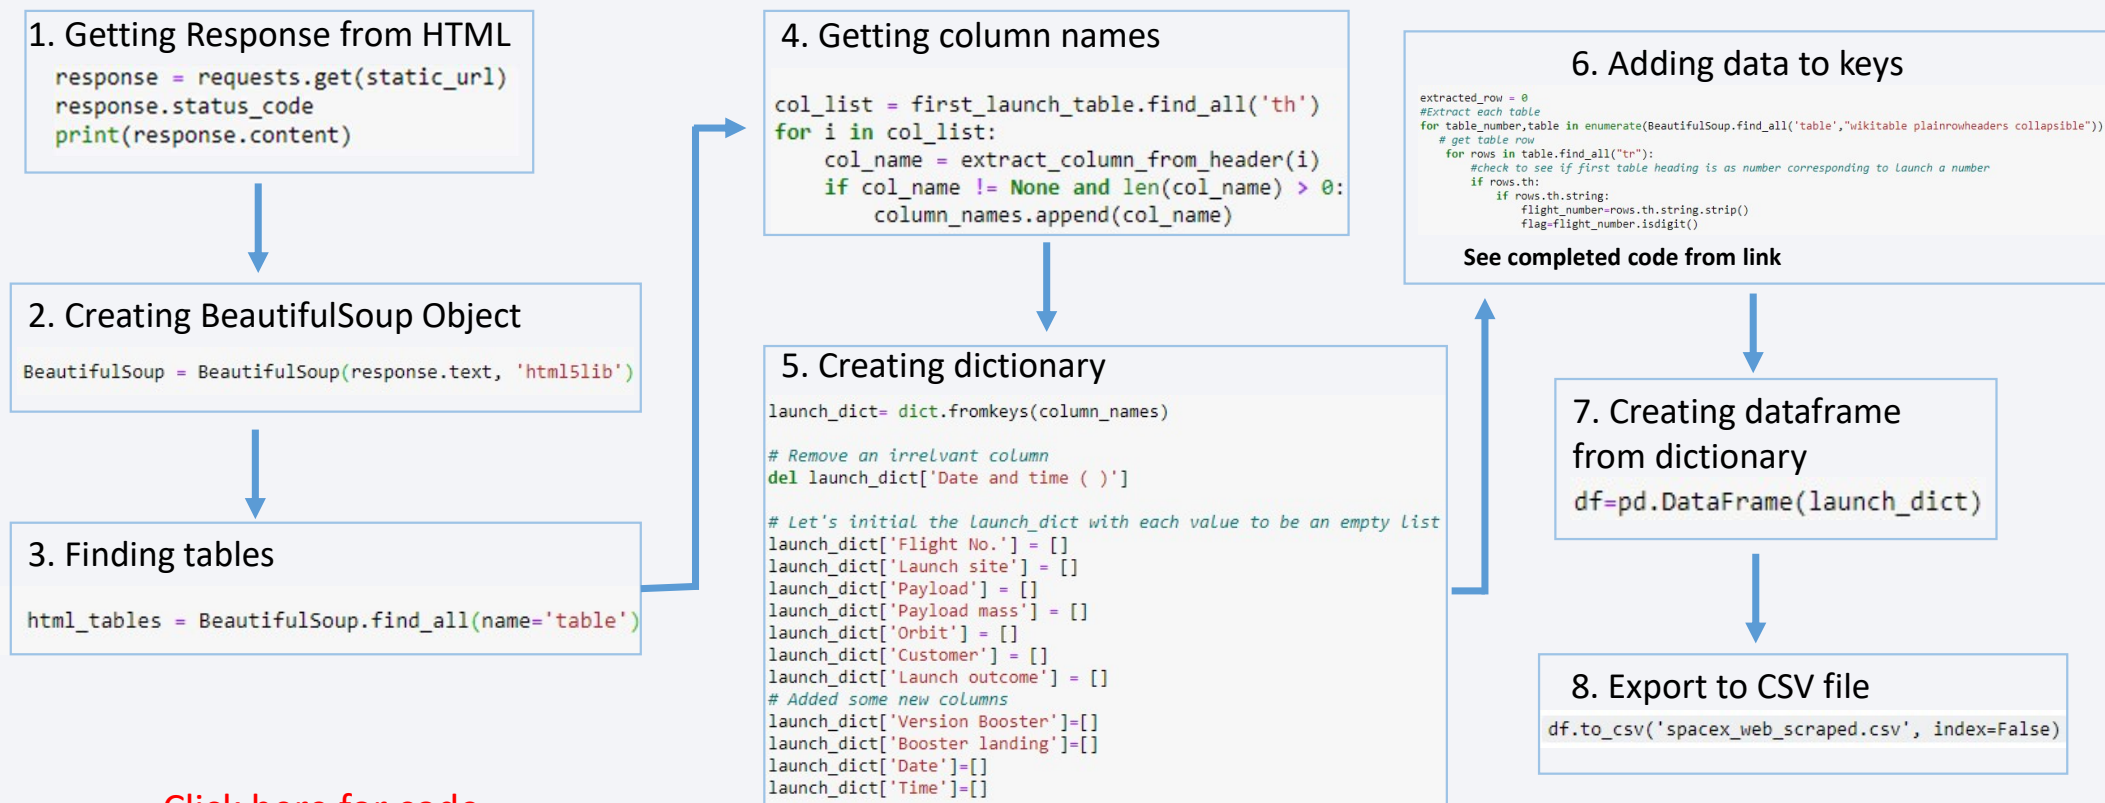 1. Getting Response from HTML
response = requests.get(static_url)
response.status_code
print(response.content)
2. Creating BeautifulSoup Object
BeautifulSoup = BeautifulSoup(response.text, 'html5lib')
3. Finding tables
html_tables = BeautifulSoup.find_all(name='table')
4. Getting column names
col_list = first_launch_table.find_all('th')
for i in col_list:
    col_name = extract_column_from_header(i)
    if col_name != None and len(col_name) > 0:
        column_names.append(col_name)
5. Creating dictionary
launch_dict= dict.fromkeys(column_names)
# Remove an irrelvant column
del launch_dict['Date and time ( )']
# Let's initial the launch_dict with each value to be an empty list
launch_dict['Flight No.'] = []
launch_dict['Launch site'] = []
launch_dict['Payload'] = []
launch_dict['Payload mass'] = []
launch_dict['Orbit'] = []
launch_dict['Customer'] = []
launch_dict['Launch outcome'] = []
# Added some new columns
launch_dict['Version Booster']=[]
launch_dict['Booster landing']=[]
launch_dict['Date']=[]
launch_dict['Time']=[]
6. Adding data to keys
extracted_row = 0
#Extract each table
for table_number,table in enumerate(BeautifulSoup.find_all('table',"wikitable plainrowheaders collapsible"))
    # get table row
    for rows in table.find_all("tr"):
        #check to see if first table heading is as number corresponding to launch a number
        if rows.th:
            if rows.th.string:
                flight_number=rows.th.string.strip()
                flag=flight_number.isdigit()
See completed code from link
7. Creating dataframe
from dictionary
df=pd.DataFrame(launch_dict)
8. Export to CSV file
df.to_csv('spacex_web_scraped.csv', index=False)
Click here for code